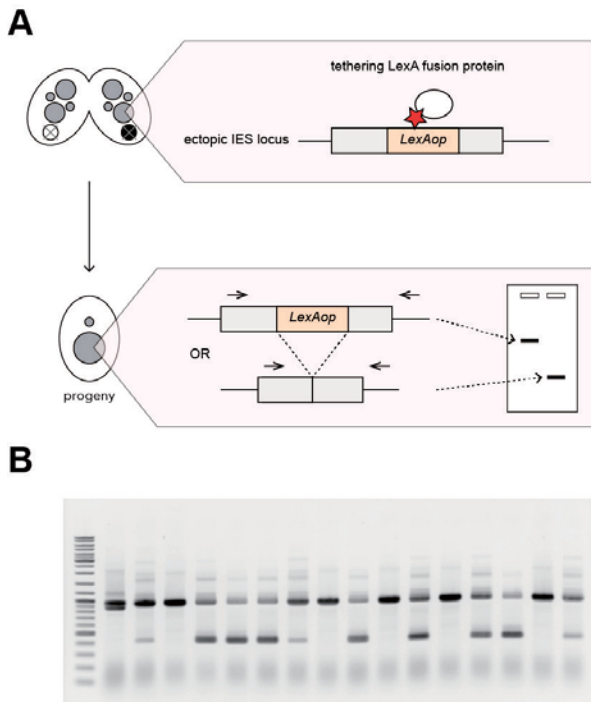 A
tethering LexA fusion protein
ectopic IES locus
LexAop
LexAop
OR
progeny
B